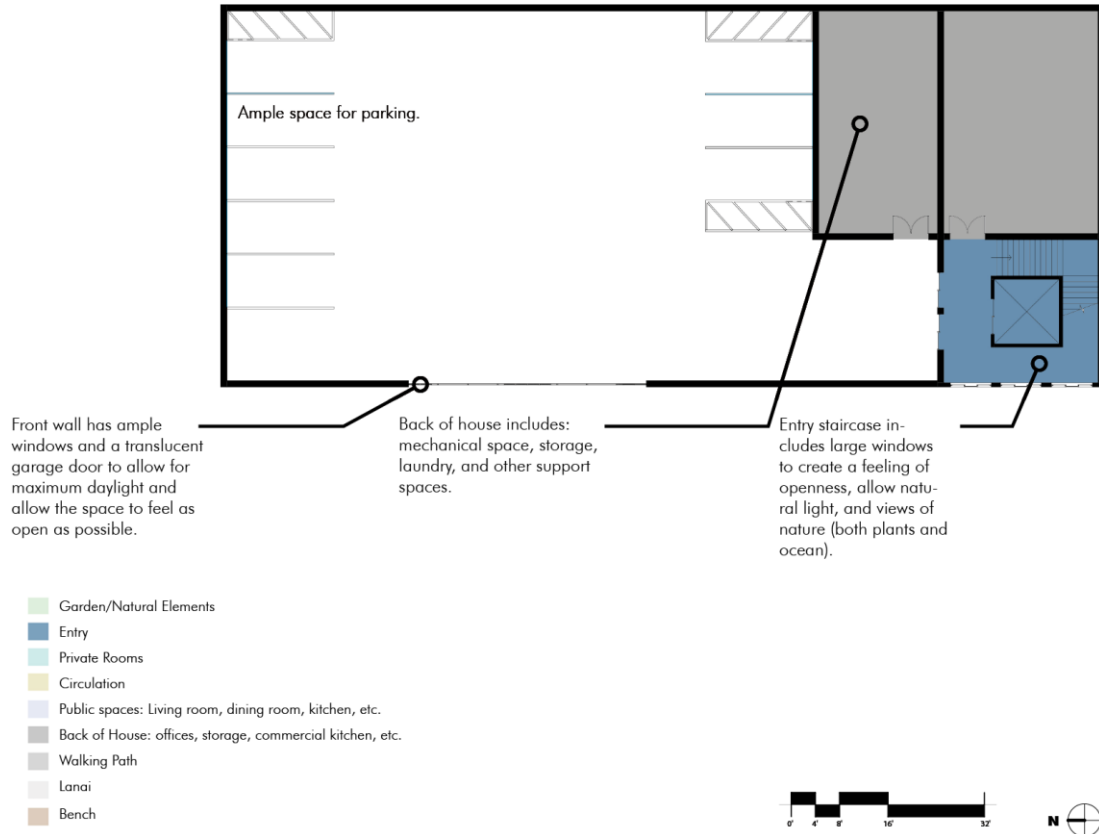 Ample space for parking.
Front wall has ample
windows and a translucent
garage door to allow for
maximum daylight and
allow the space to feel as
open as possible.
Back of house includes:
mechanical space, storage,
laundry, and other support
spaces.
Entry staircase in-
cludes large windows
to create a feeling of
openness, allow natu-
ral light, and views of
nature (both plants and
ocean).
Garden/Natural Elements
Entry
Private Rooms
Circulation
Public spaces: Living room, dining room, kitchen, etc.
Back of House: offices, storage, commercial kitchen, etc.
Walking Path
Lanai
Bench
0' 4' 8' 16' 32'
N